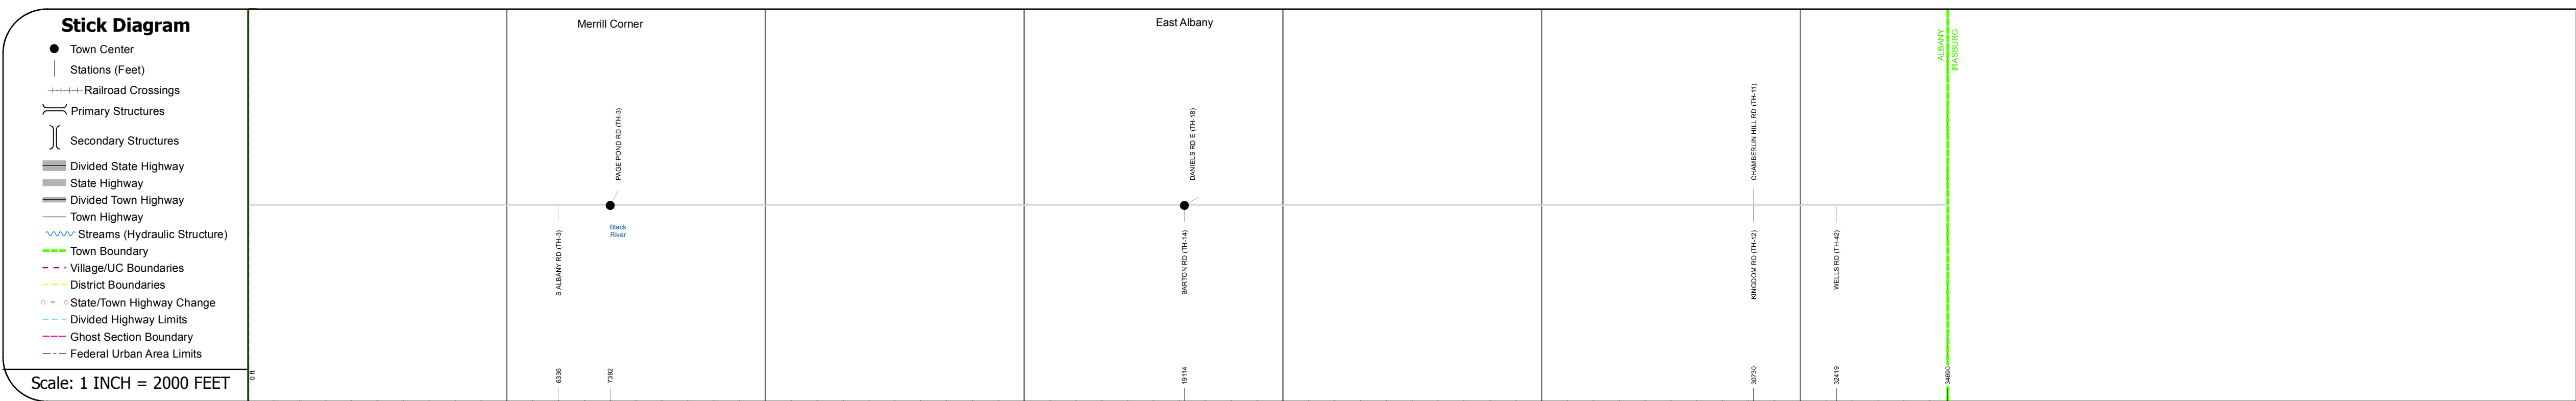 Stick Diagram
Town Center
Stations (Feet)
Railroad Crossings
Primary Structures
Secondary Structures
Divided State Highway
State Highway
Divided Town Highway
Town Highway
Streams (Hydraulic Structure)
Town Boundary
Village/UC Boundaries
District Boundaries
State/Town Highway Change
Divided Highway Limits
Ghost Section Boundary
Federal Urban Area Limits
Scale: 1 INCH = 2000 FEET
Merrill Corner
East Albany
ALBANY
IRASBURG
PAGE POND RD (TH-3)
DANIELS RD E (TH-18)
CHAMBERLIN HILL RD (TH-11)
S ALBANY RD (TH-3)
Black
River
BARTON RD (TH-14)
KINGDOM RD (TH-12)
WELLS RD (TH-42)
0 ft
6336
7392
19114
30730
32419
34690